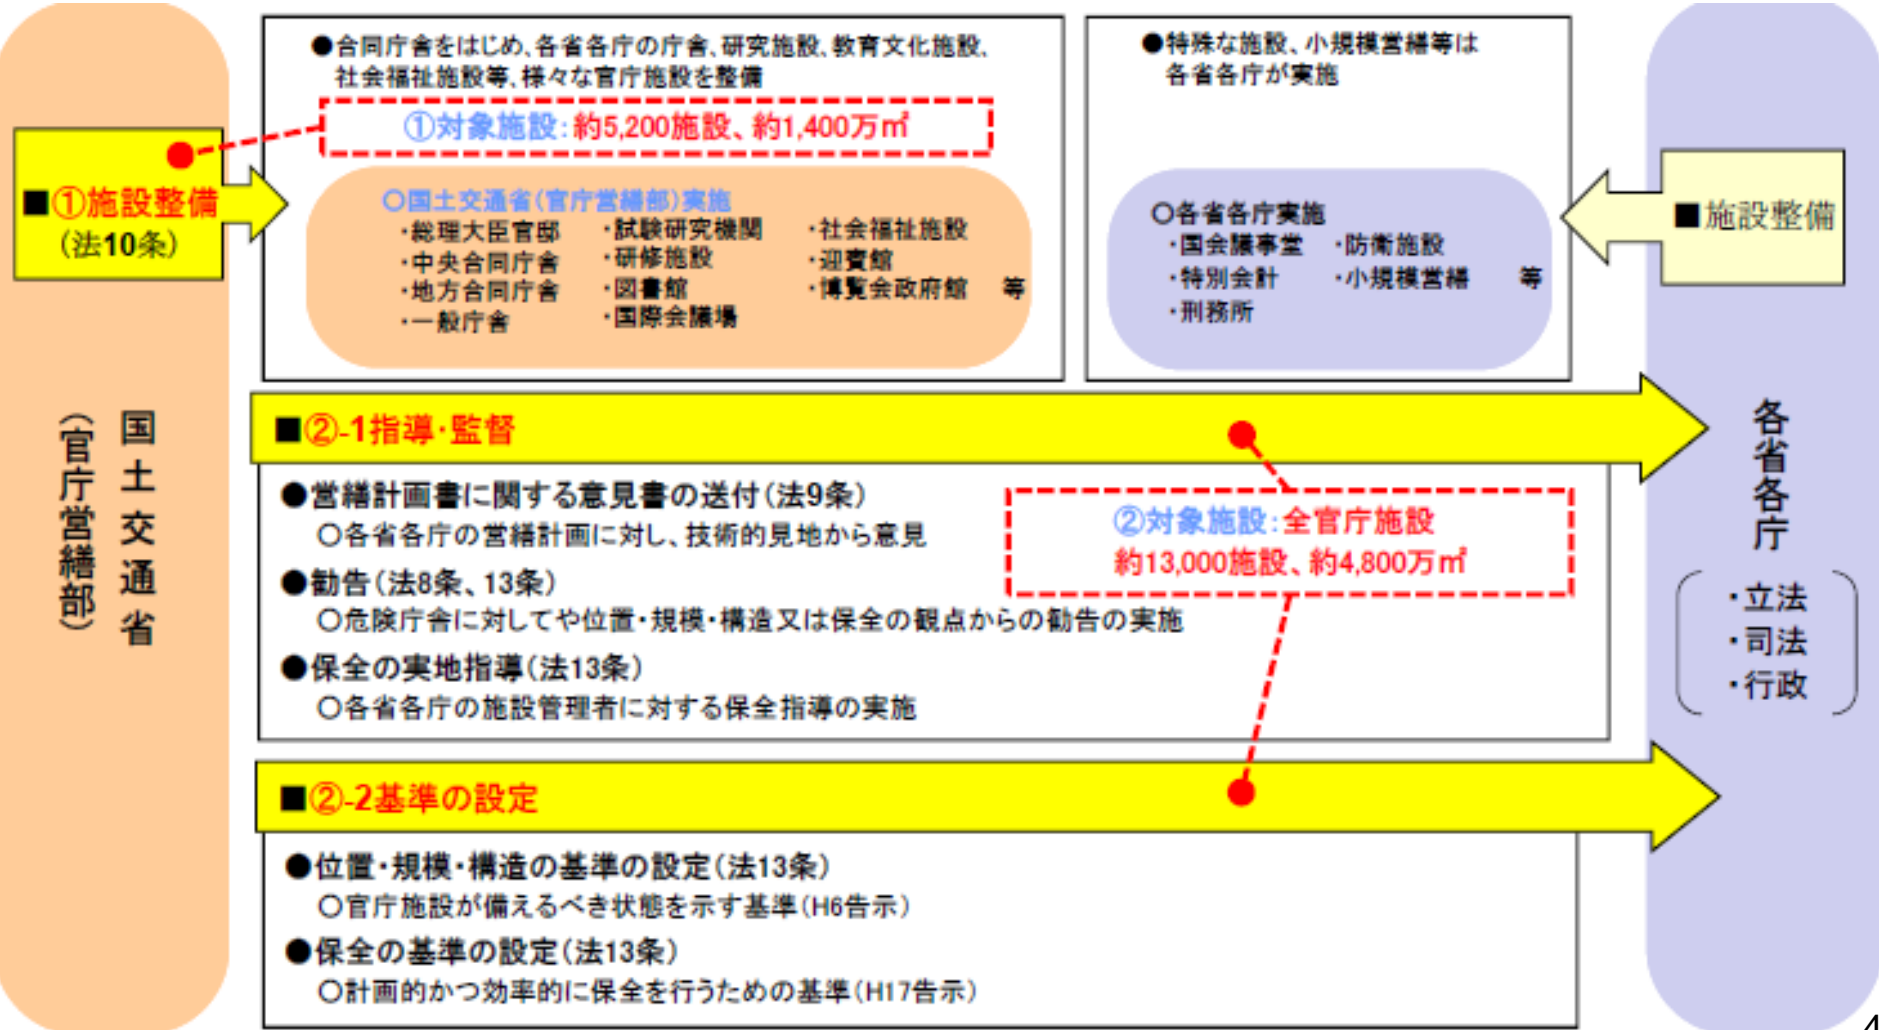 ●合同庁舎をはじめ、各省各庁の庁舎、研究施設、教育文化施設、
社会福祉施設等、様々な官庁施設を整備
①対象施設:約5,200施設、約1,400万㎡
■①施設整備
(法10条)
○国土交通省(官庁営繕部)実施
・総理大臣官邸
・中央合同庁舎
・地方合同庁舎
・一般庁舎
・試験研究機関
・研修施設
・図書館
・国際会議場
・社会福祉施設
・迎賓館
・博覧会政府館 等
●特殊な施設、小規模営繕等は
各省各庁が実施
○各省各庁実施
・国会議事堂
・特別会計
・刑務所
・防衛施設
・小規模営繕 等
■施設整備
国土交通省
(官庁営繕部)
■②-1指導・監督
●営繕計画書に関する意見書の送付(法9条)
○各省各庁の営繕計画に対し、技術的見地から意見
●勧告(法8条、13条)
○危険庁舎に対してや位置・規模・構造又は保全の観点からの勧告の実施
●保全の実地指導(法13条)
○各省各庁の施設管理者に対する保全指導の実施
②対象施設:全官庁施設
約13,000施設、約4,800万㎡
■②-2基準の設定
●位置・規模・構造の基準の設定(法13条)
○官庁施設が備えるべき状態を示す基準(H6告示)
●保全の基準の設定(法13条)
○計画的かつ効率的に保全を行うための基準(H17告示)
各省各庁
・立法
・司法
・行政
4